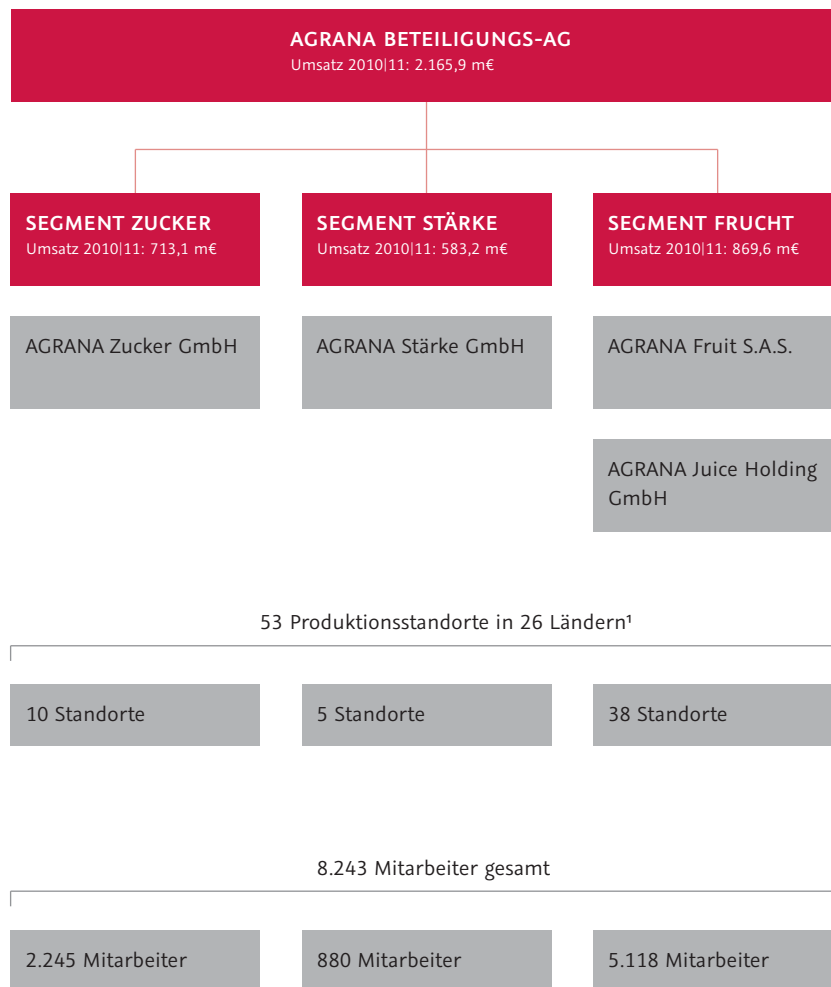 AGRANA BETEILIGUNGS-AG
Umsatz 2010|11: 2.165,9 m€
SEGMENT ZUCKER
Umsatz 2010|11: 713,1 m€
SEGMENT STÄRKE
Umsatz 2010|11: 583,2 m€
SEGMENT FRUCHT
Umsatz 2010|11: 869,6 m€
AGRANA Zucker GmbH
AGRANA Stärke GmbH
AGRANA Fruit S.A.S.
AGRANA Juice Holding
GmbH
53 Produktionsstandorte in 26 Ländern¹
10 Standorte
5 Standorte
38 Standorte
8.243 Mitarbeiter gesamt
2.245 Mitarbeiter
880 Mitarbeiter
5.118 Mitarbeiter